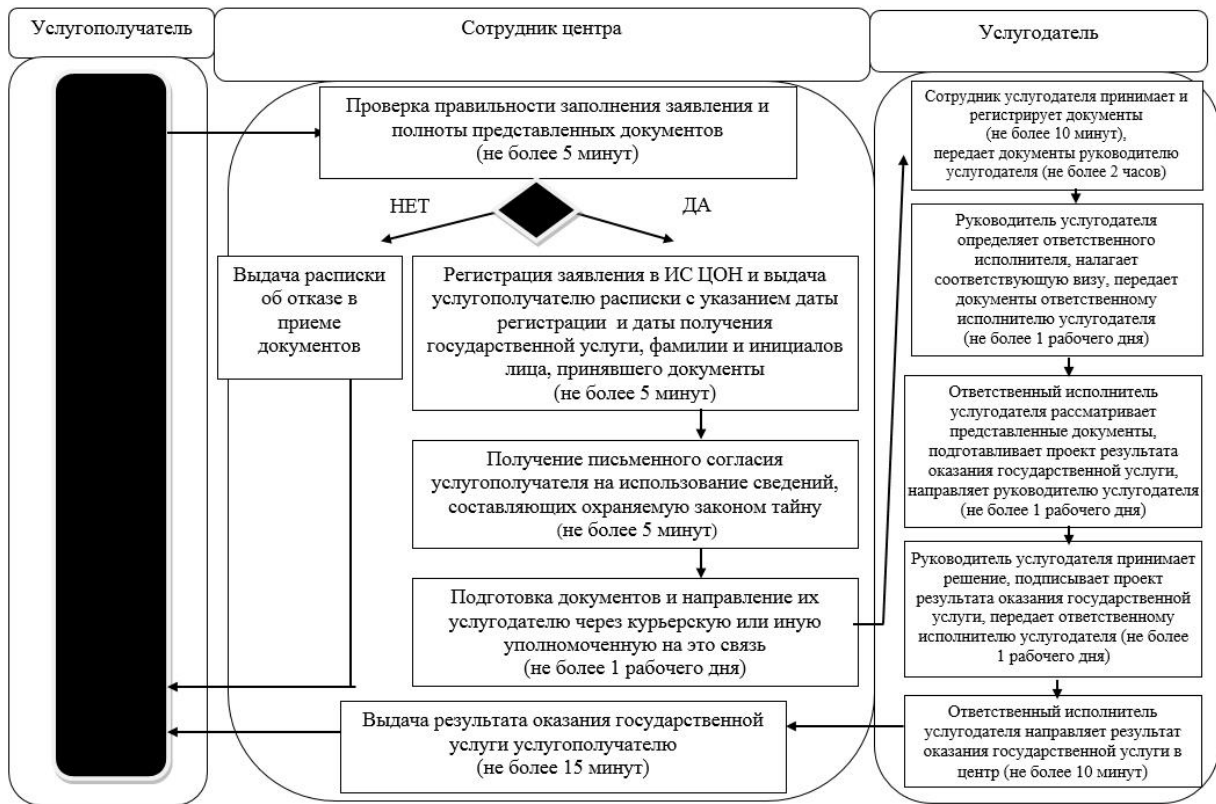 Услугополучатель
Сотрудник центра
Услугодатель
Проверка правильности заполнения заявления и
полноты представленных документов
(не более 5 минут)
НЕТ
ДА
Выдача расписки
об отказе в
приеме
документов
Регистрация заявления в ИС ЦОН и выдача
услугополучателю расписки с указанием даты
регистрации и даты получения
государственной услуги, фамилии и инициалов
лица, принявшего документы
(не более 5 минут)
Получение письменного согласия
услугополучателя на использование сведений,
составляющих охраняемую законом тайну
(не более 5 минут)
Подготовка документов и направление их
услугодателю через курьерскую или иную
уполномоченную на это связь
(не более 1 рабочего дня)
Выдача результата оказания государственной
услуги услугополучателю
(не более 15 минут)
Сотрудник услугодателя принимает и
регистрирует документы
(не более 10 минут),
передает документы руководителю
услугодателя (не более 2 часов)
Руководитель услугодателя
определяет ответственного
исполнителя, налагает
соответствующую визу, передает
документы ответственному
исполнителю услугодателя
(не более 1 рабочего дня)
Ответственный исполнитель
услугодателя рассматривает
представленные документы,
подготавливает проект результата
оказания государственной услуги,
направляет руководителю услугодателя
(не более 1 рабочего дня)
Руководитель услугодателя принимает
решение, подписывает проект
результата оказания государственной
услуги, передает ответственному
исполнителю услугодателя (не более
1 рабочего дня)
Ответственный исполнитель
услугодателя направляет результат
оказания государственной услуги в
центр (не более 10 минут)